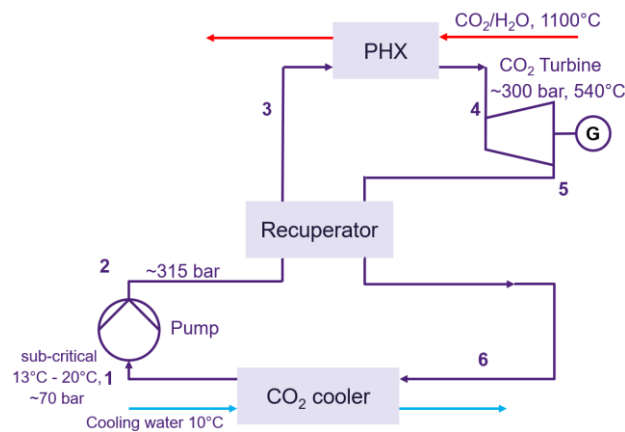 CO₂/H₂O, 1100°C
PHX
CO₂ Turbine
~300 bar, 540°C
3
4
G
5
Recuperator
2
~315 bar
Pump
sub-critical
13°C - 20°C,
1
~70 bar
6
CO₂ cooler
Cooling water 10°C